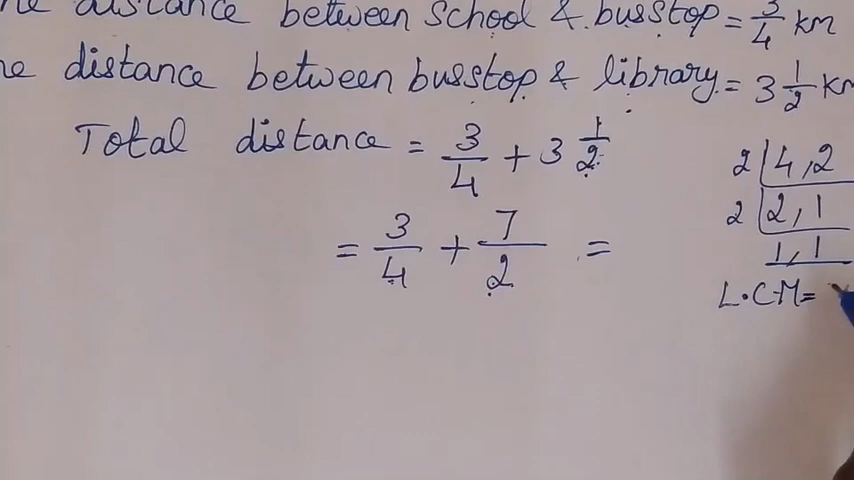 distance between School & busstop = 3/4 km
distance between busstop & library = 3 1/2 km
Total distance = 3/4 + 3 1/2
= 3/4 + 7/2 =
2 | 4, 2
2 | 2, 1
1, 1
L.C.M =